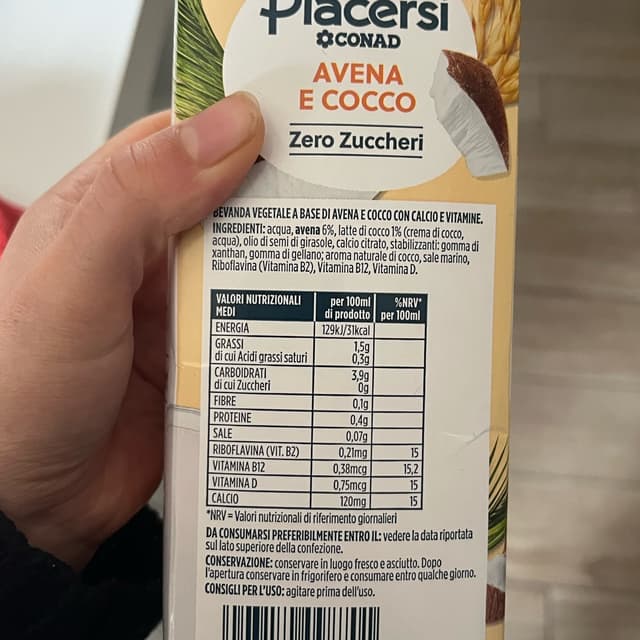 Piacersi
CONAD
AVENA
E COCCO
Zero Zuccheri
BEVANDA VEGETALE A BASE DI AVENA E COCCO CON CALCIO E VITAMINE.
INGREDIENTI: acqua, avena 6%, latte di cocco 1% (crema di cocco,
acqua), olio di semi di girasole, calcio citrato, stabilizzanti: gomma di
xanthan, gomma di gellano; aroma naturale di cocco, sale marino,
Riboflavina (Vitamina B2), Vitamina B12, Vitamina D.
VALORI NUTRIZIONALI MEDI per 100ml di prodotto %NRV* per 100ml
ENERGIA 129kJ/31kcal
GRASSI 1,5g
di cui Acidi grassi saturi 0,3g
CARBOIDRATI 3,9g
di cui Zuccheri 0g
FIBRE 0,1g
PROTEINE 0,4g
SALE 0,07g
RIBOFLAVINA (VIT. B2) 0,21mg 15
VITAMINA B12 0,38mcg 15,2
VITAMINA D 0,75mcg 15
CALCIO 120mg 15
*NRV = Valori nutrizionali di riferimento giornalieri
DA CONSUMARSI PREFERIBILMENTE ENTRO IL: vedere la data riportata
sul lato superiore della confezione.
CONSERVAZIONE: conservare in luogo fresco e asciutto. Dopo
l'apertura conservare in frigorifero e consumare entro qualche giorno.
CONSIGLI PER L'USO: agitare prima dell'uso.